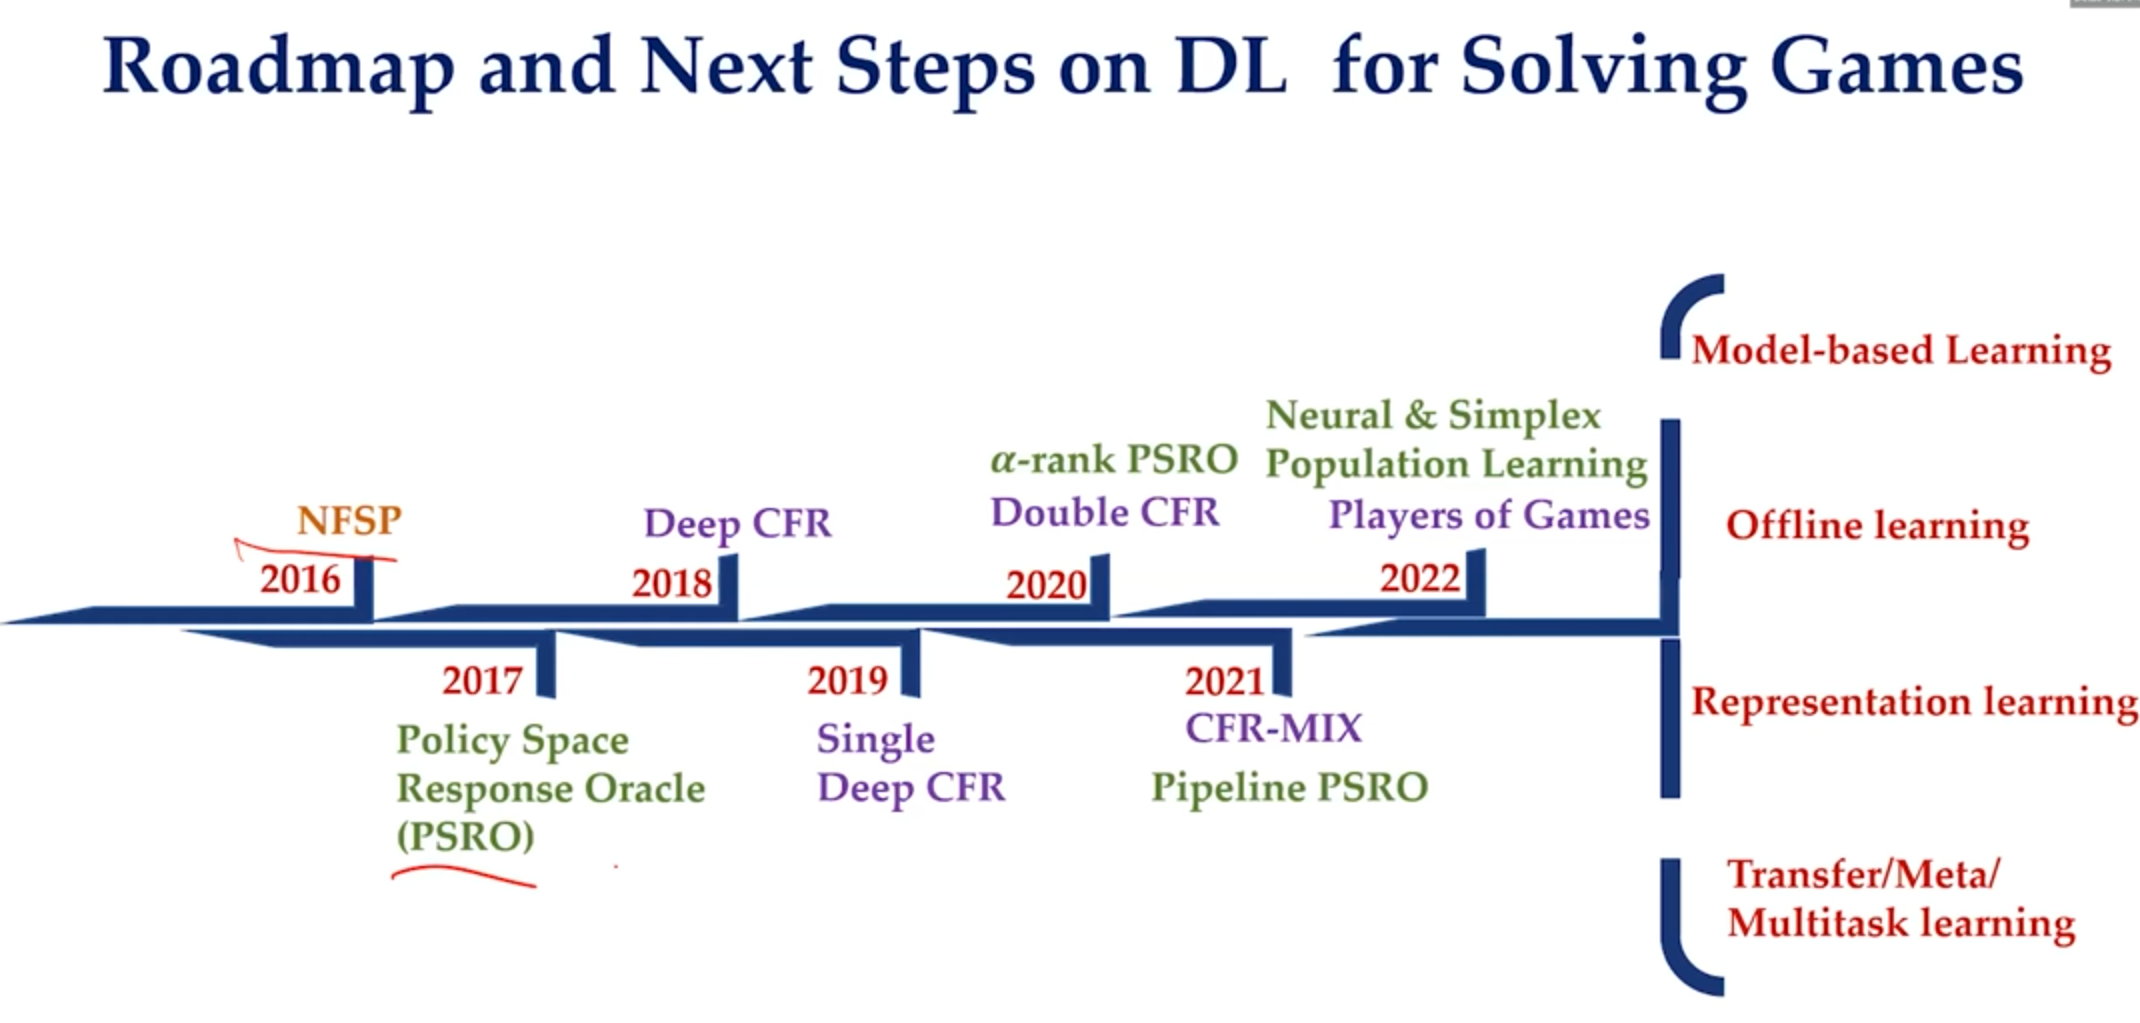 Roadmap and Next Steps on DL for Solving Games
NFSP
2016
2017
Policy Space
Response Oracle
(PSRO)
Deep CFR
2018
2019
Single
Deep CFR
α-rank PSRO
Double CFR
2020
2021
CFR-MIX
Pipeline PSRO
Neural & Simplex
Population Learning
Players of Games
2022
Model-based Learning
Offline learning
Representation learning
Transfer/Meta/
Multitask learning